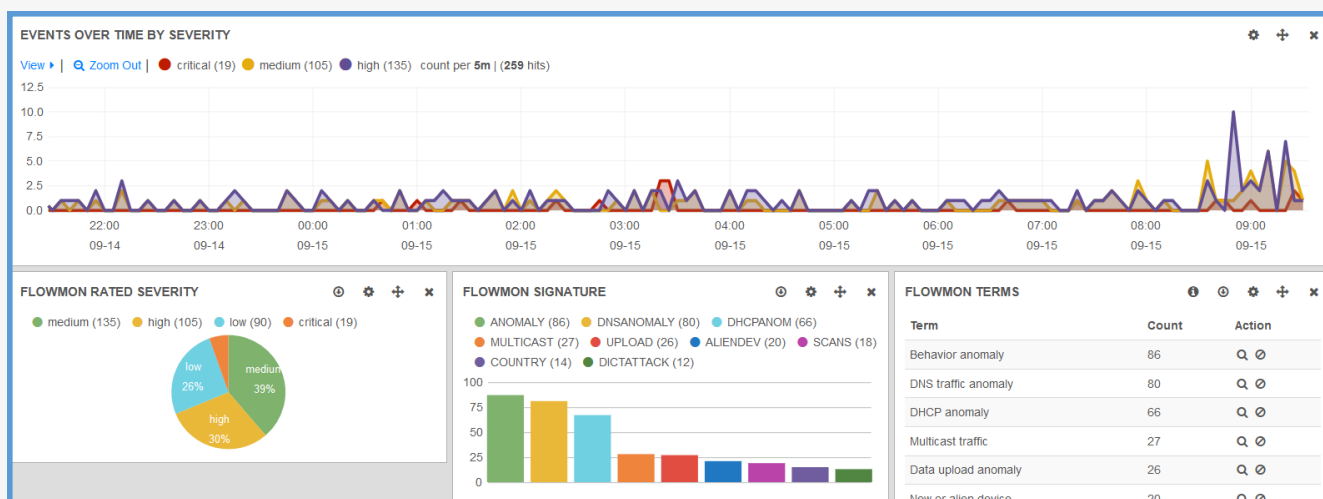 EVENTS OVER TIME BY SEVERITY
View | Zoom Out | critical (19) medium (105) high (135) count per 5m | (259 hits)
12.5
10.0
7.5
5.0
2.5
0.0
22:00 23:00 00:00 01:00 02:00 03:00 04:00 05:00 06:00 07:00 08:00 09:00
09-14 09-14 09-15 09-15 09-15 09-15 09-15 09-15 09-15 09-15 09-15 09-15
FLOWMON RATED SEVERITY
medium (135) high (105) low (90) critical (19)
low
26%
medium
39%
high
30%
FLOWMON SIGNATURE
ANOMALY (86) DNSANOMALY (80) DHCPANOM (66)
MULTICAST (27) UPLOAD (26) ALIENDEV (20) SCANS (18)
COUNTRY (14) DICTATTACK (12)
100
75
50
25
0
FLOWMON TERMS
Term Count Action
Behavior anomaly 86
DNS traffic anomaly 80
DHCP anomaly 66
Multicast traffic 27
Data upload anomaly 26
New or alien device 20